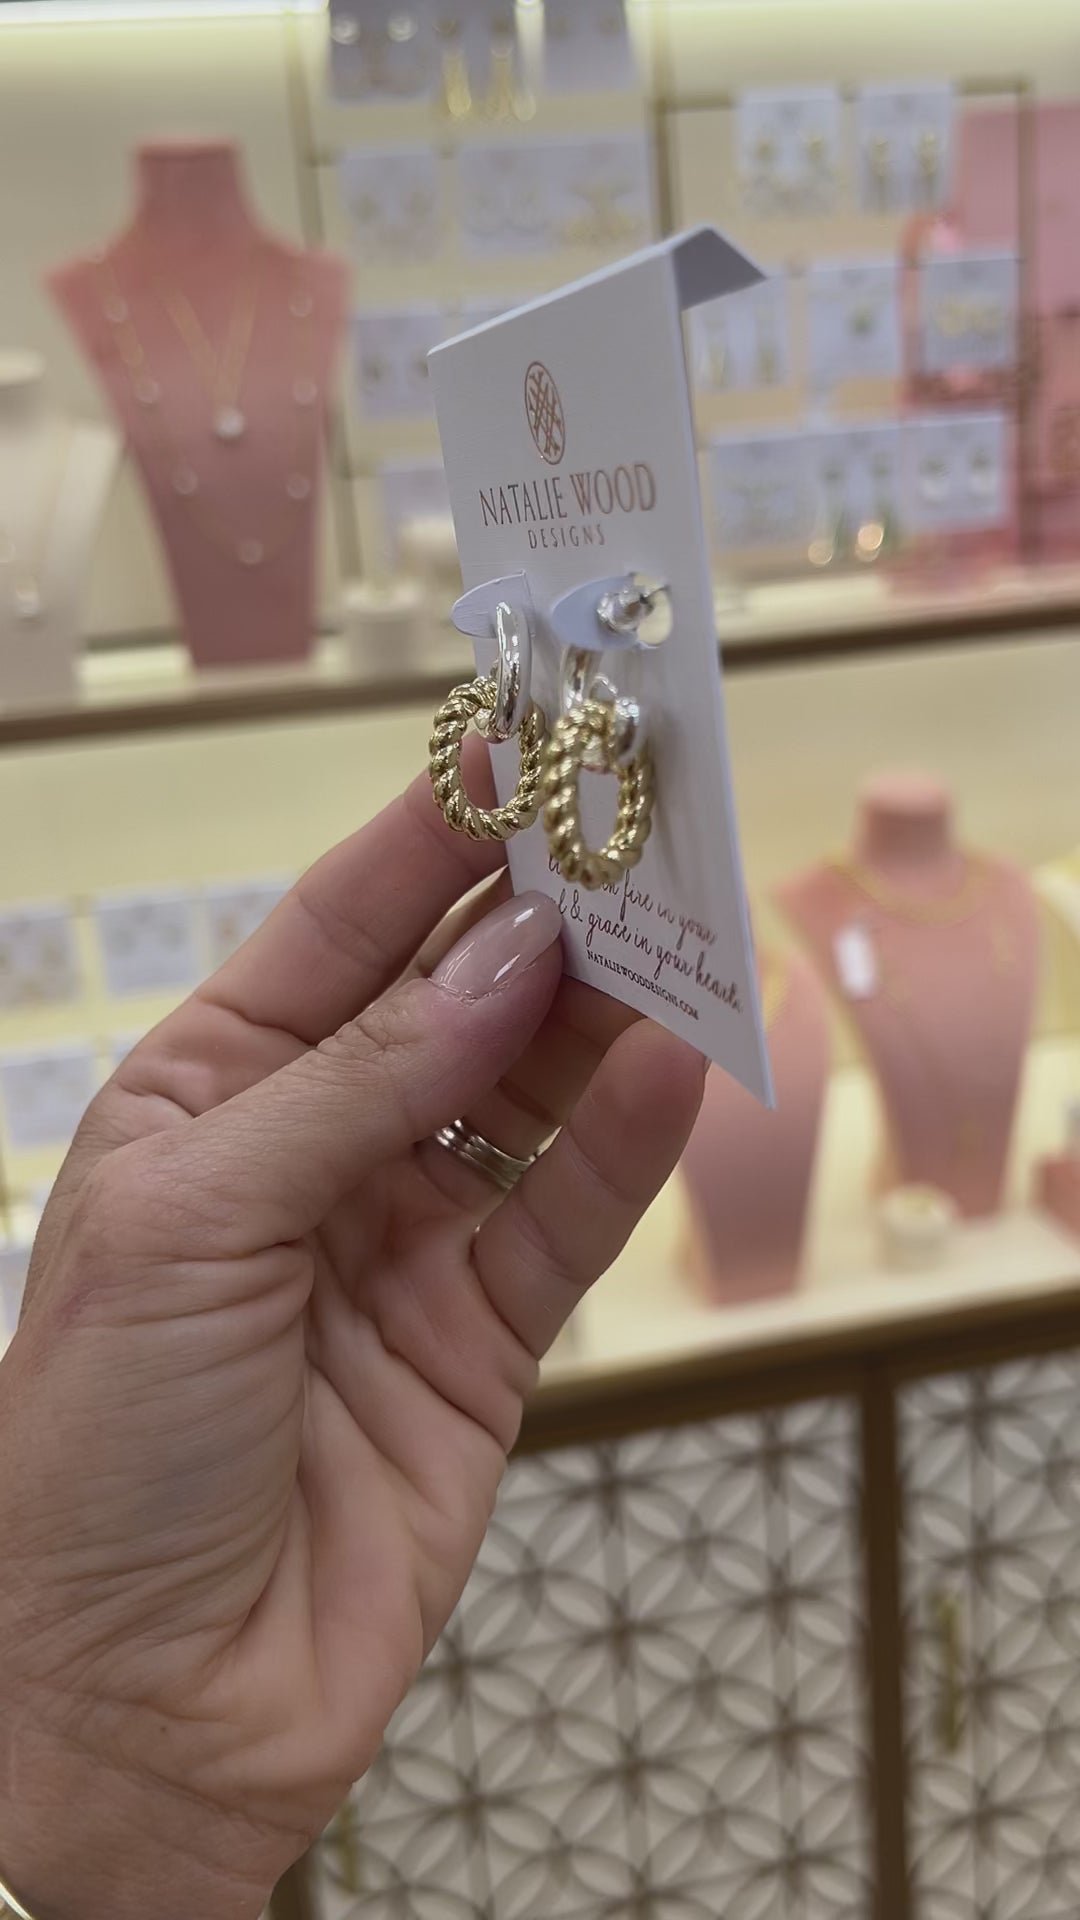 NATALIE WOOD
DESIGNS
fire in your
& grace in your heart.
NATALIEWOODDESIGNS.COM